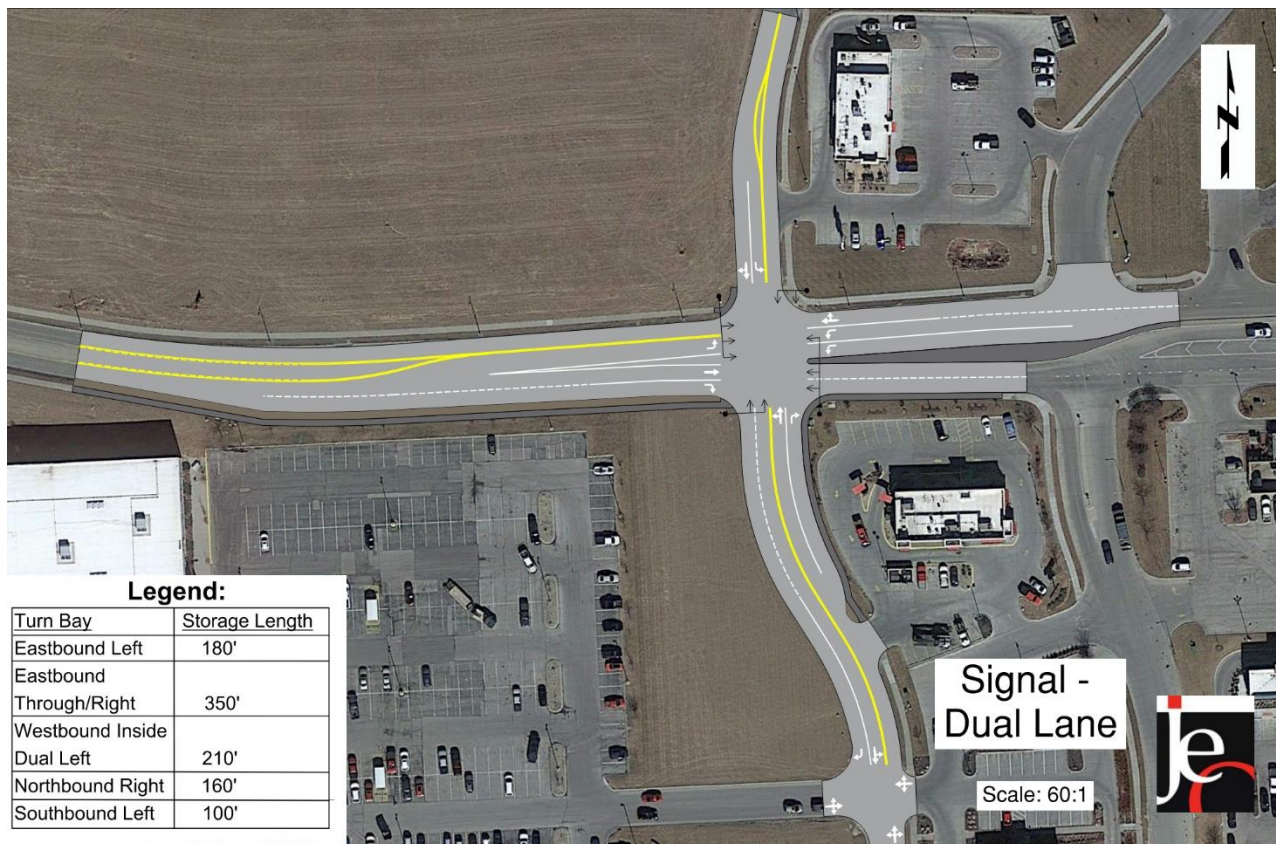 Legend:
Turn Bay Storage Length
Eastbound Left 180'
Eastbound
Through/Right 350'
Westbound Inside
Dual Left 210'
Northbound Right 160'
Southbound Left 100'
Signal -
Dual Lane
Scale: 60:1
jeo